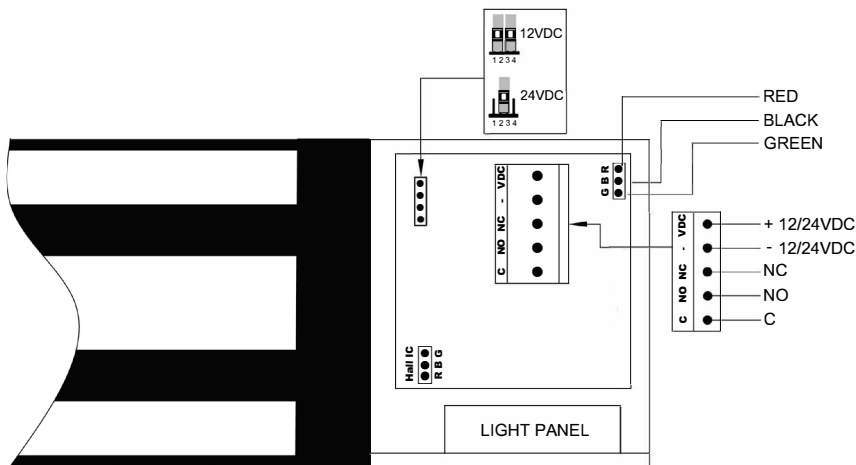 12VDC
1 2 3 4
24VDC
1 2 3 4
RED
BLACK
GREEN
G B R
C NO NC - VDC
C NO NC - VDC
+ 12/24VDC
- 12/24VDC
NC
NO
C
Hall IC
R B G
LIGHT PANEL